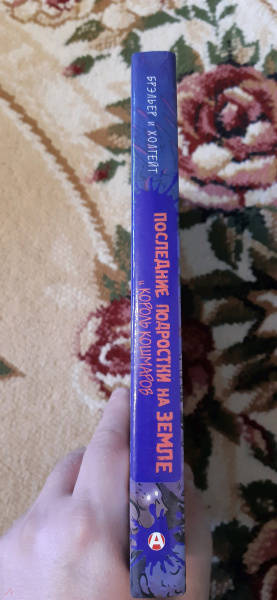 БРЭЛЬЕР и ХОЛГЕЙТ
ПОСЛЕДНИЕ ПОДРОСТКИ НА ЗЕМЛЕ
и КОРОЛЬ КОШМАРОВ
А